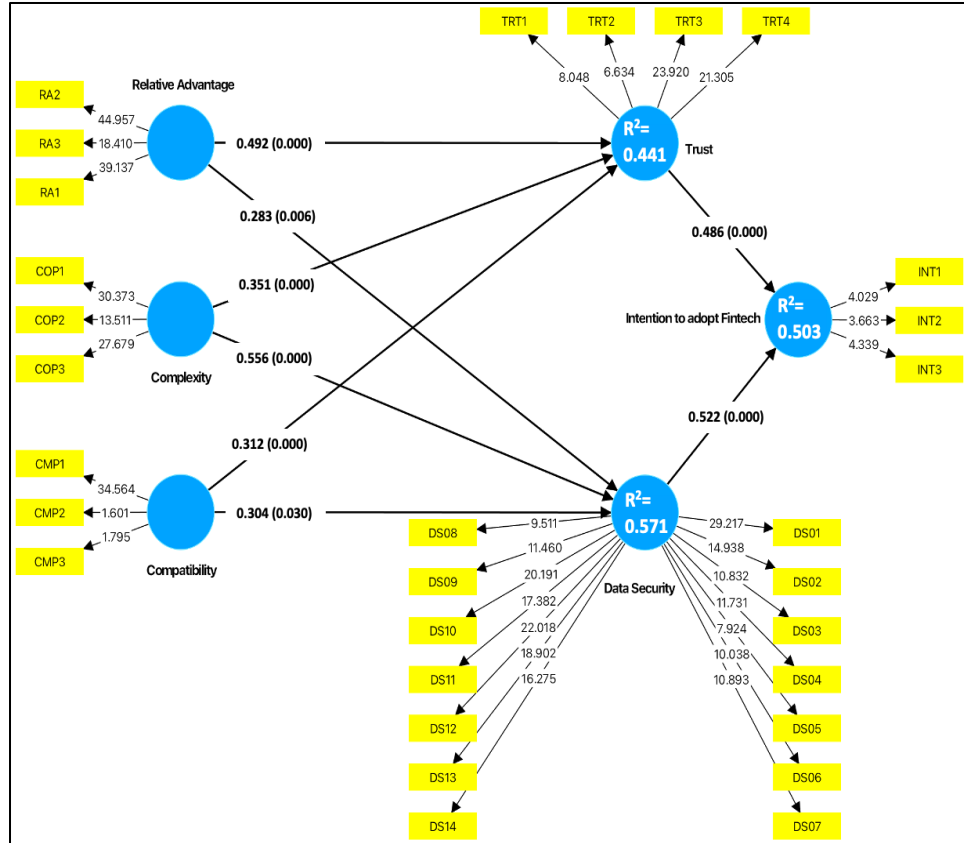 TRT1
TRT2
TRT3
TRT4
8.048
6.634
23.920
21.305
Relative Advantage
RA2
RA3
RA1
44.957
18.410
39.137
0.492 (0.000)
R²=
0.441
Trust
0.283 (0.006)
0.486 (0.000)
COP1
COP2
COP3
30.373
13.511
27.679
Complexity
0.351 (0.000)
0.556 (0.000)
Intention to adopt Fintech
R²=
0.503
4.029
3.663
4.339
INT1
INT2
INT3
0.522 (0.000)
0.312 (0.000)
CMP1
CMP2
CMP3
34.564
1.601
1.795
Compatibility
0.304 (0.030)
R²=
0.571
Data Security
DS08
DS09
DS10
DS11
DS12
DS13
DS14
9.511
11.460
20.191
17.382
22.018
18.902
16.275
29.217
14.938
10.832
11.731
7.924
10.038
10.893
DS01
DS02
DS03
DS04
DS05
DS06
DS07